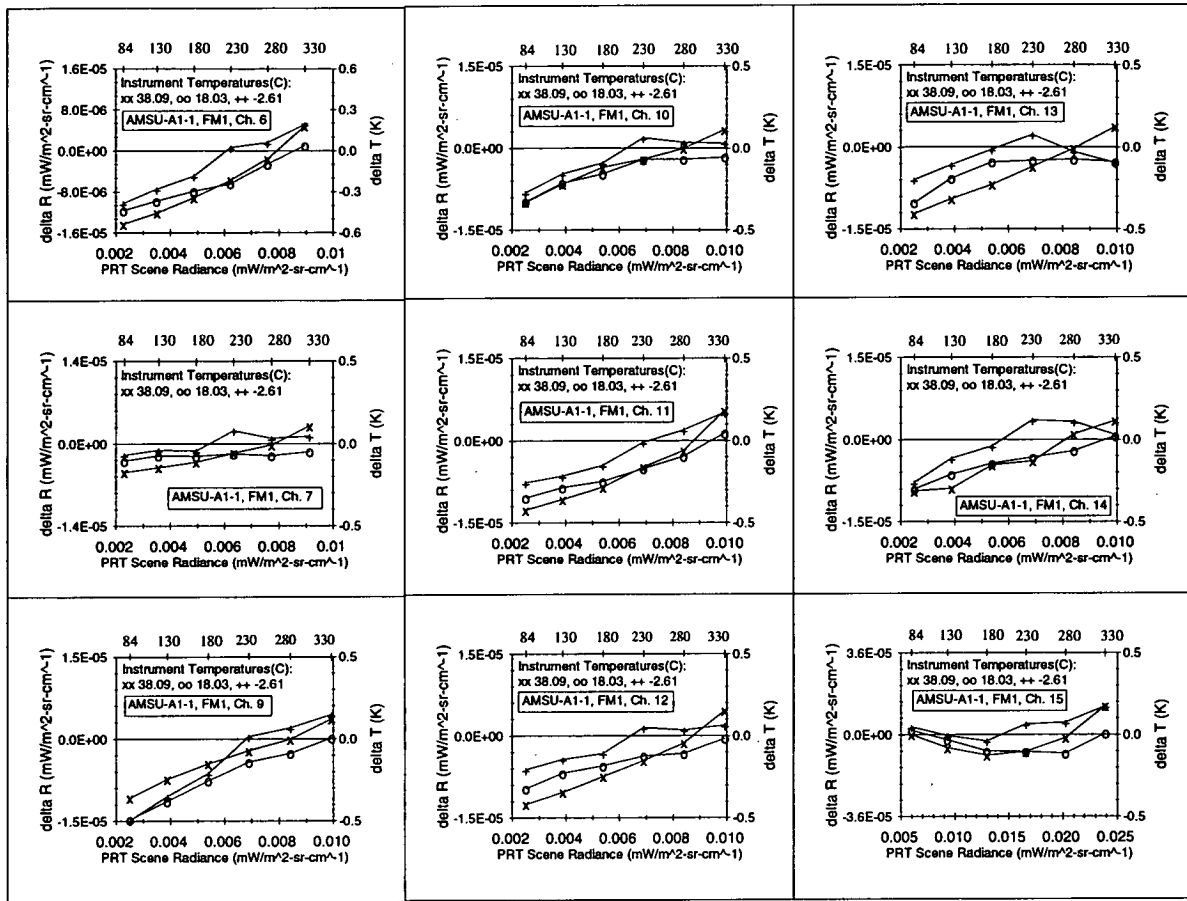 84 130 180 230 280 330
1.6E-05 0.6
Instrument Temperatures(C):
xx 38.09, oo 18.03, ++ -2.61
8.0E-06 0.3
AMSU-A1-1, FM1, Ch. 6
0.0E+00 0.0
-8.0E-06 -0.3
-1.6E-05 -0.6
0.002 0.004 0.006 0.008 0.01
PRT Scene Radiance (mW/m^2-sr-cm^-1)
delta R (mW/m^2-sr-cm^-1)
delta T (K)
84 130 180 230 280 330
1.5E-05 0.5
Instrument Temperatures(C):
xx 38.09, oo 18.03, ++ -2.61
AMSU-A1-1, FM1, Ch. 10
0.0E+00 0.0
-1.5E-05 -0.5
0.002 0.004 0.006 0.008 0.010
PRT Scene Radiance (mW/m^2-sr-cm^-1)
delta R (mW/m^2-sr-cm^-1)
delta T (K)
84 130 180 230 280 330
1.5E-05 0.5
Instrument Temperatures(C):
xx 38.09, oo 18.03, ++ -2.61
AMSU-A1-1, FM1, Ch. 13
0.0E+00 0.0
-1.5E-05 -0.5
0.002 0.004 0.006 0.008 0.010
PRT Scene Radiance (mW/m^2-sr-cm^-1)
delta R (mW/m^2-sr-cm^-1)
delta T (K)
84 130 180 230 280 330
1.4E-05 0.5
Instrument Temperatures(C):
xx 38.09, oo 18.03, ++ -2.61
0.0E+00 0.0
AMSU-A1-1, FM1, Ch. 7
-1.4E-05 -0.5
0.002 0.004 0.006 0.008 0.01
PRT Scene Radiance (mW/m^2-sr-cm^-1)
delta R (mW/m^2-sr-cm^-1)
delta T (K)
84 130 180 230 280 330
1.5E-05 0.5
Instrument Temperatures(C):
xx 38.09, oo 18.03, ++ -2.61
AMSU-A1-1, FM1, Ch. 11
0.0E+00 0.0
-1.5E-05 -0.5
0.002 0.004 0.006 0.008 0.010
PRT Scene Radiance (mW/m^2-sr-cm^-1)
delta R (mW/m^2-sr-cm^-1)
delta T (K)
84 130 180 230 280 330
1.5E-05 0.5
Instrument Temperatures(C):
xx 38.09, oo 18.03, ++ -2.61
0.0E+00 0.0
AMSU-A1-1, FM1, Ch. 14
-1.5E-05 -0.5
0.002 0.004 0.006 0.008 0.010
PRT Scene Radiance (mW/m^2-sr-cm^-1)
delta R (mW/m^2-sr-cm^-1)
delta T (K)
84 130 180 230 280 330
1.5E-05 0.5
Instrument Temperatures(C):
xx 38.09, oo 18.03, ++ -2.61
AMSU-A1-1, FM1, Ch. 9
0.0E+00 0.0
-1.5E-05 -0.5
0.002 0.004 0.006 0.008 0.010
PRT Scene Radiance (mW/m^2-sr-cm^-1)
delta R (mW/m^2-sr-cm^-1)
delta T (K)
84 130 180 230 280 330
1.5E-05 0.5
Instrument Temperatures(C):
xx 38.09, oo 18.03, ++ -2.61
AMSU-A1-1, FM1, Ch. 12
0.0E+00 0.0
-1.5E-05 -0.5
0.002 0.004 0.006 0.008 0.010
PRT Scene Radiance (mW/m^2-sr-cm^-1)
delta R (mW/m^2-sr-cm^-1)
delta T (K)
84 130 180 230 280 330
3.6E-05 0.5
Instrument Temperatures(C):
xx 38.09, oo 18.03, ++ -2.61
AMSU-A1-1, FM1, Ch. 15
0.0E+00 0.0
-3.6E-05 -0.5
0.005 0.010 0.015 0.020 0.025
PRT Scene Radiance (mW/m^2-sr-cm^-1)
delta R (mW/m^2-sr-cm^-1)
delta T (K)